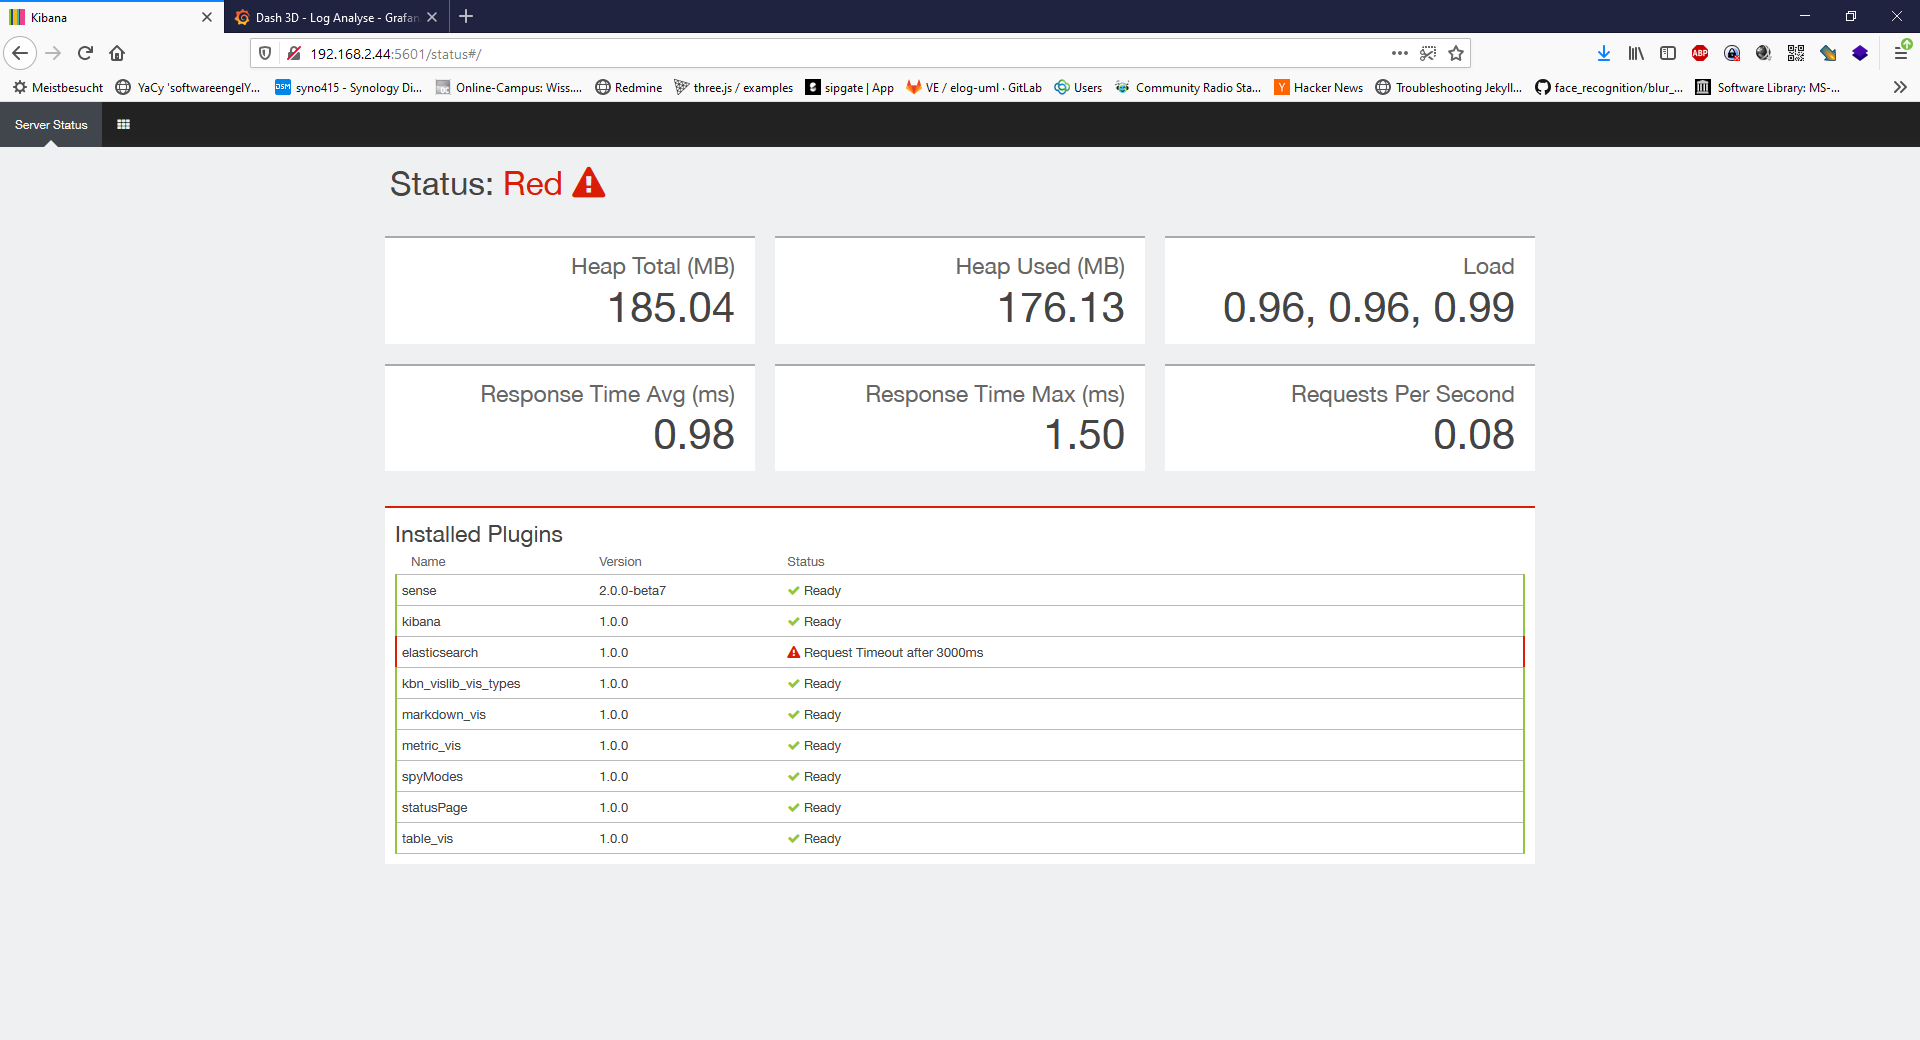 Kibana
Dash 3D - Log Analyse - Grafan
192.168.2.44:5601/status#/
ABP
Meistbesucht
YaCy 'softwareengelY...
DSM
syno415 - Synology Di...
Online-Campus: Wiss....
Redmine
three.js / examples
sipgate | App
VE / elog-uml · GitLab
Users
Community Radio Sta...
Y
Hacker News
Troubleshooting Jekyll...
face_recognition/blur_...
Software Library: MS-...
Server Status
Status: Red
Heap Total (MB)
185.04
Heap Used (MB)
176.13
Load
0.96, 0.96, 0.99
Response Time Avg (ms)
0.98
Response Time Max (ms)
1.50
Requests Per Second
0.08
Installed Plugins
Name Version Status
sense 2.0.0-beta7 Ready
kibana 1.0.0 Ready
elasticsearch 1.0.0 Request Timeout after 3000ms
kbn_vislib_vis_types 1.0.0 Ready
markdown_vis 1.0.0 Ready
metric_vis 1.0.0 Ready
spyModes 1.0.0 Ready
statusPage 1.0.0 Ready
table_vis 1.0.0 Ready